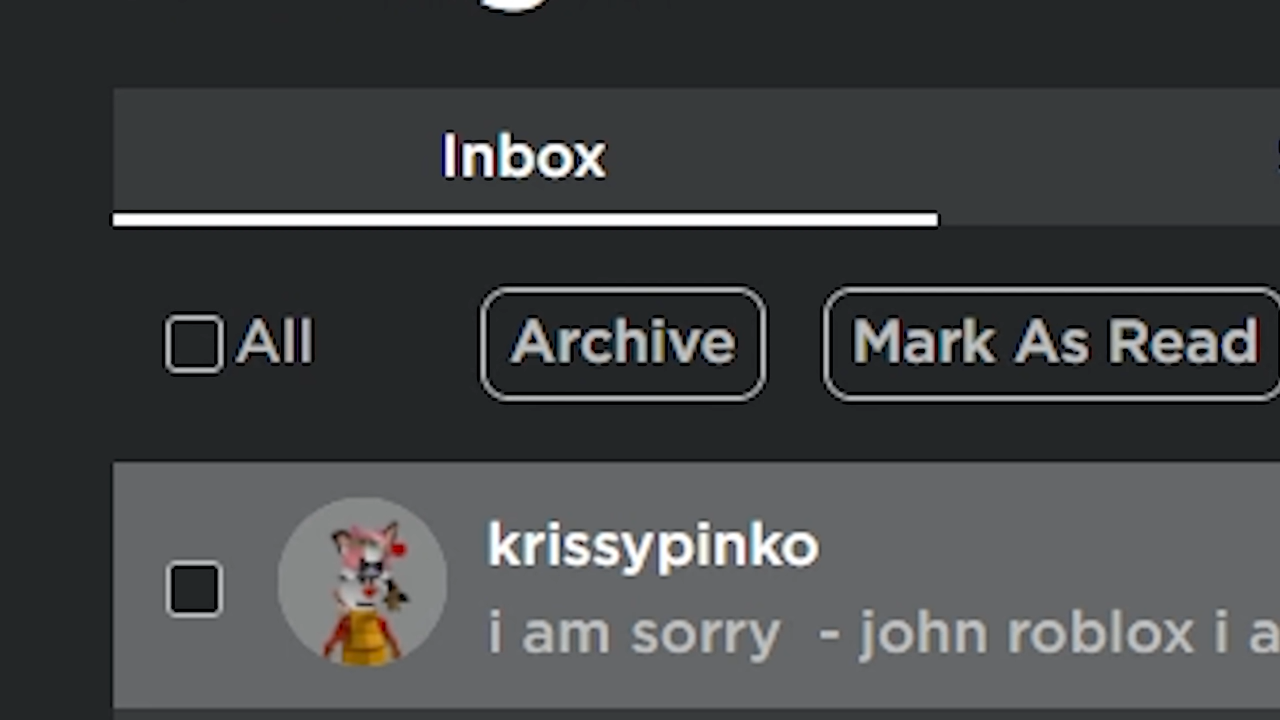 Inbox
All
Archive
Mark As Read
krissypinko
i am sorry - john roblox i a